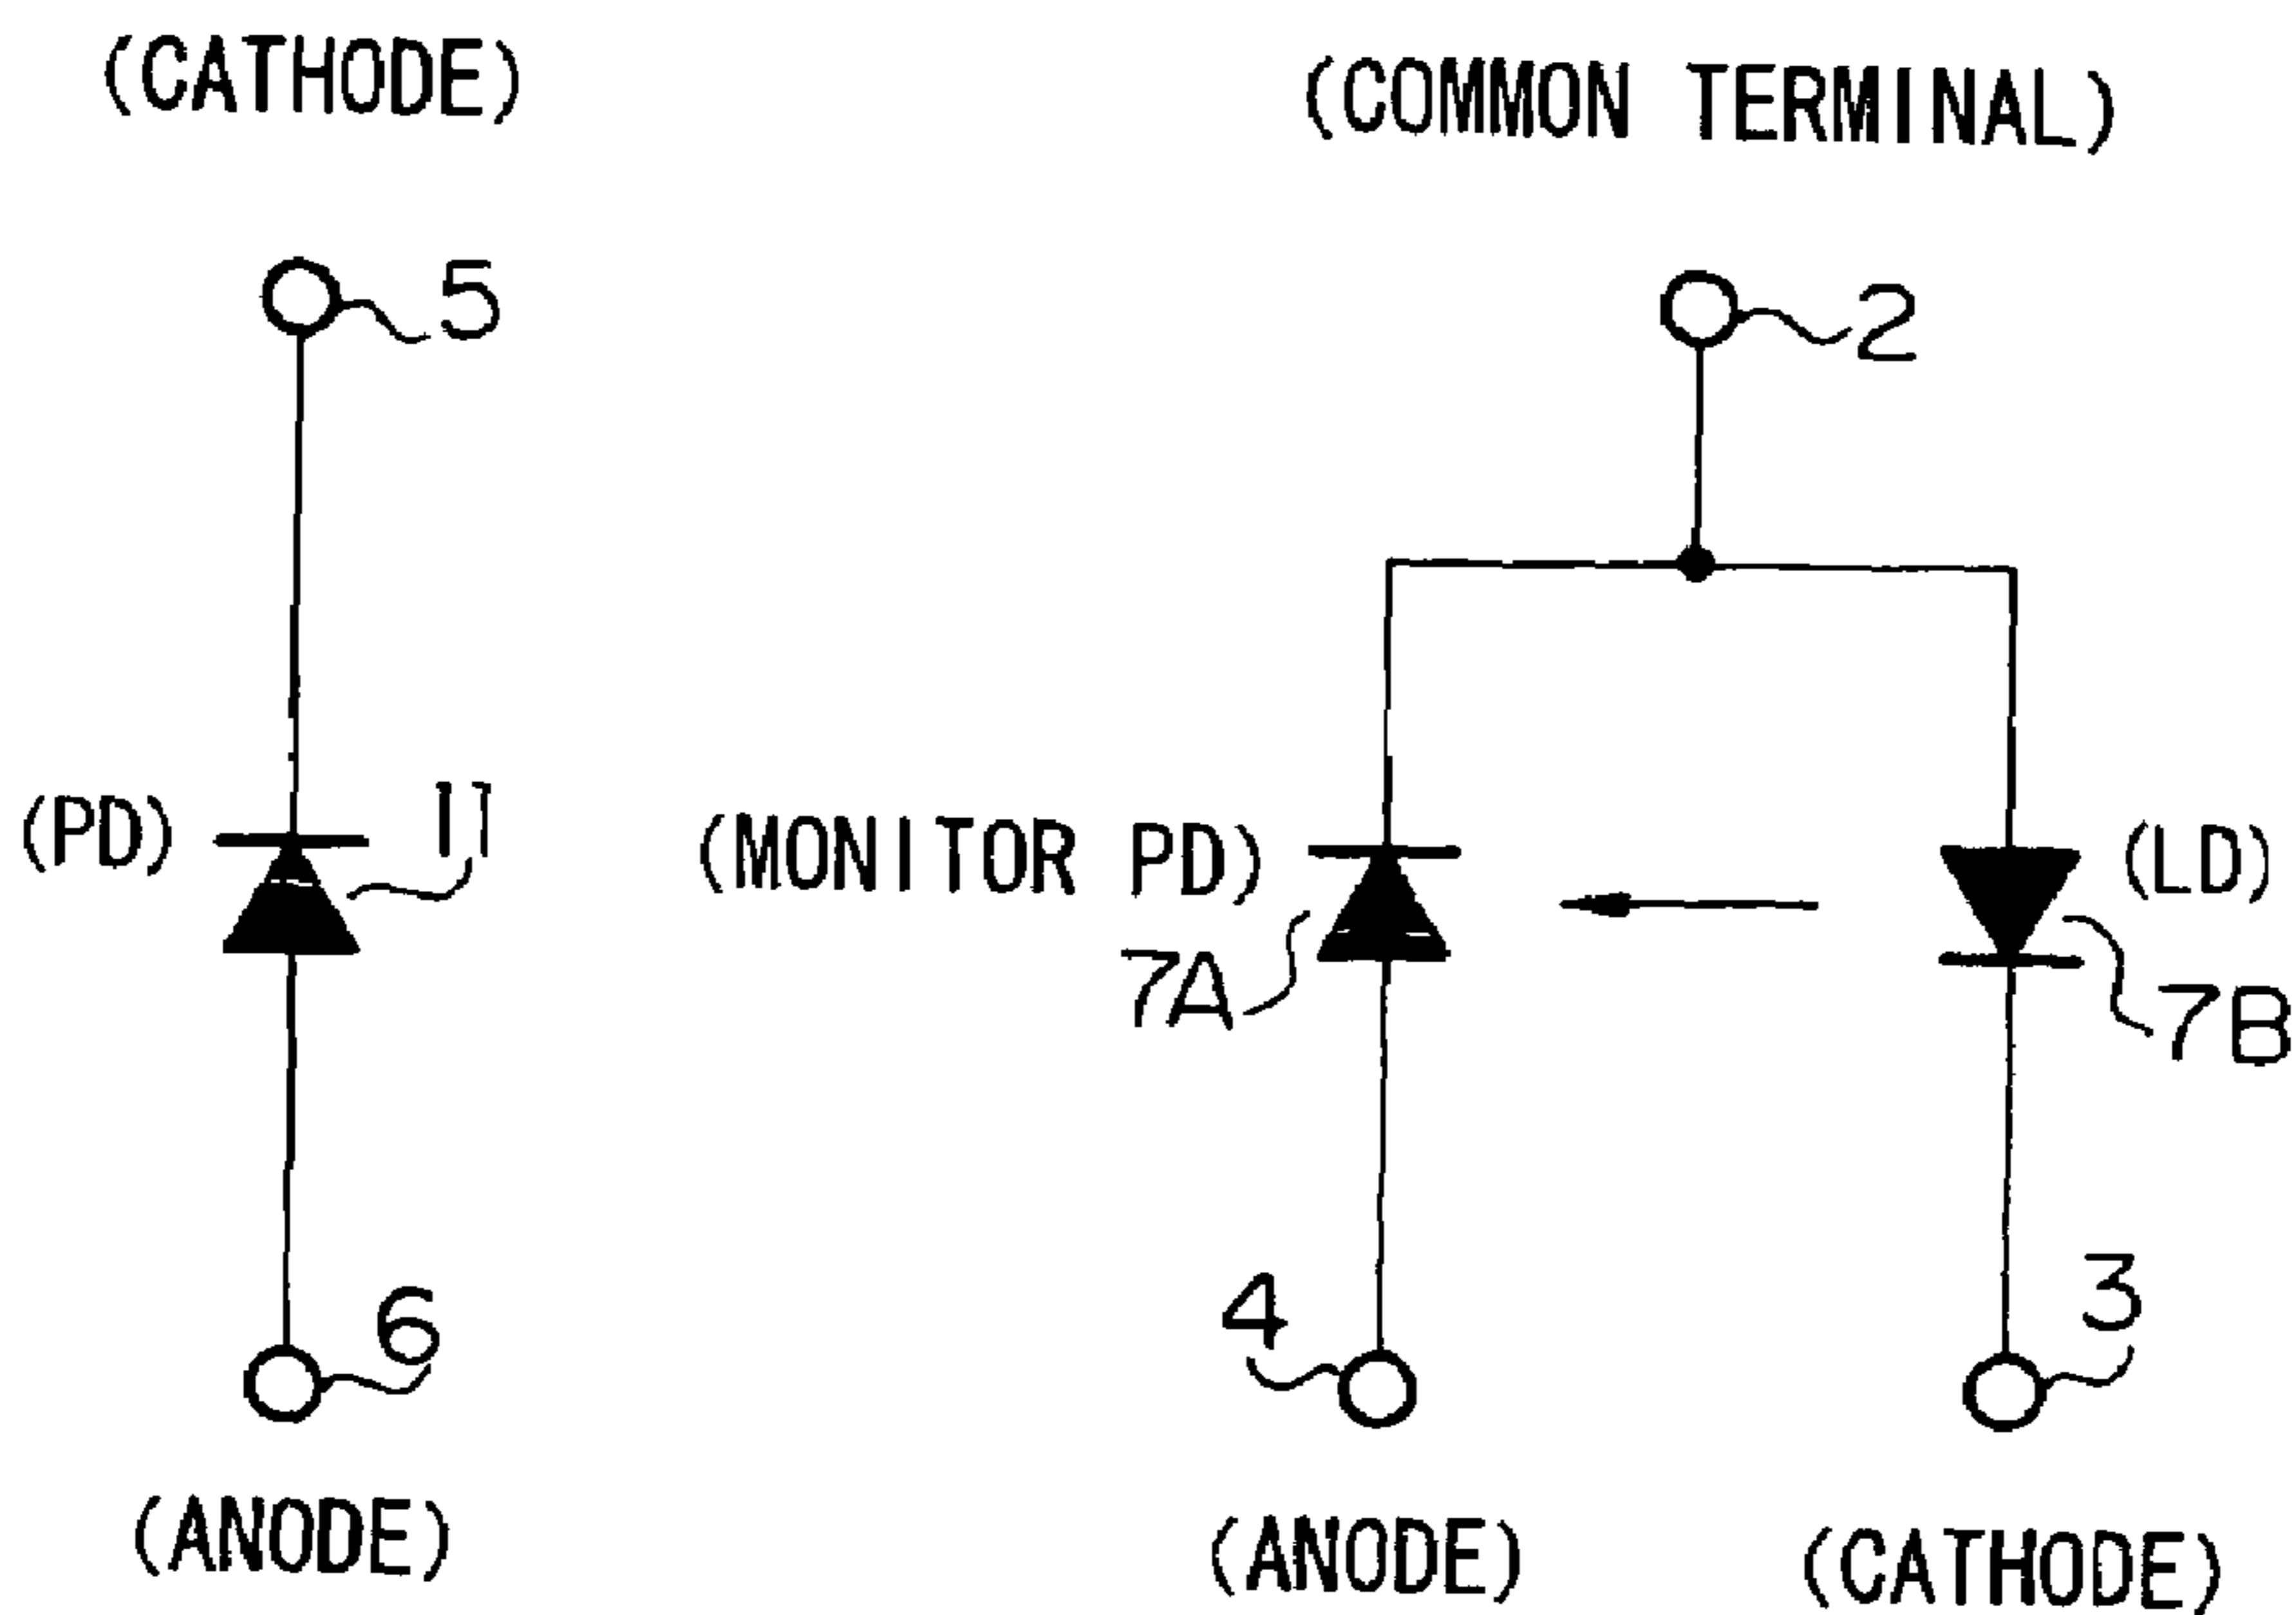 (CATHODE)
(COMMON TERMINAL)
5
2
(PD)
11
(MONITOR PD)
(LD)
7A
7B
6
4
3
(ANODE)
(ANODE)
(CATHODE)